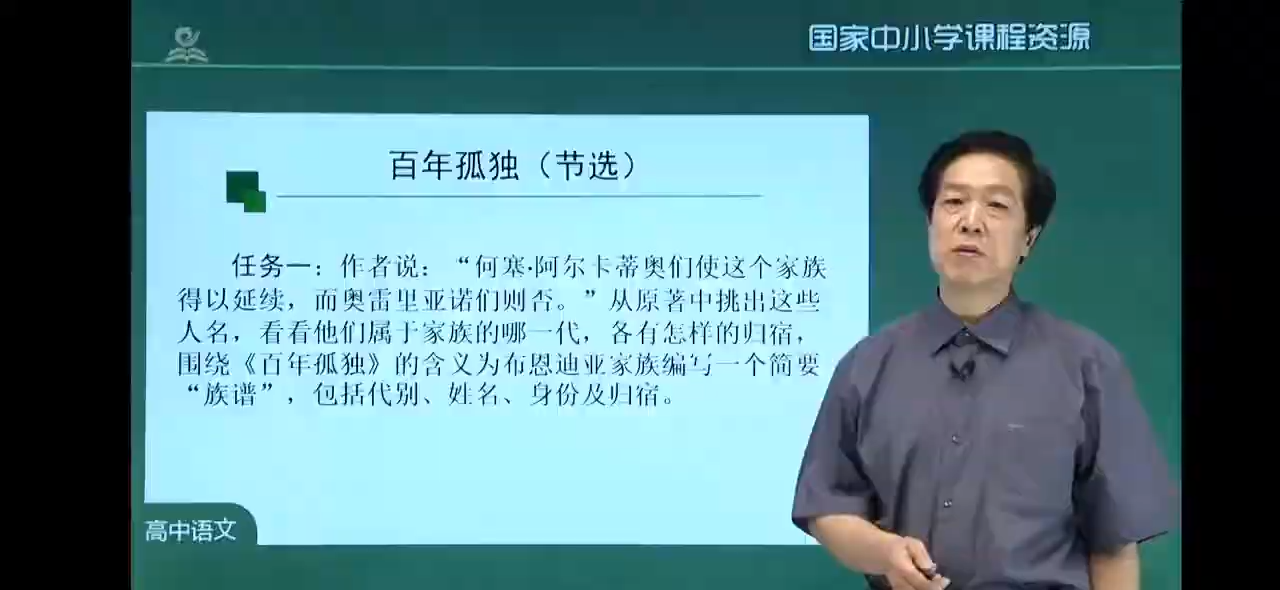 国家中小学课程资源
百年孤独（节选）
任务一：作者说：“何塞·阿尔卡蒂奥们使这个家族
得以延续，而奥雷里亚诺们则否。”从原著中挑出这些
人名，看看他们属于家族的哪一代，各有怎样的归宿，
围绕《百年孤独》的含义为布恩迪亚家族编写一个简要
“族谱”，包括代别、姓名、身份及归宿。
高中语文